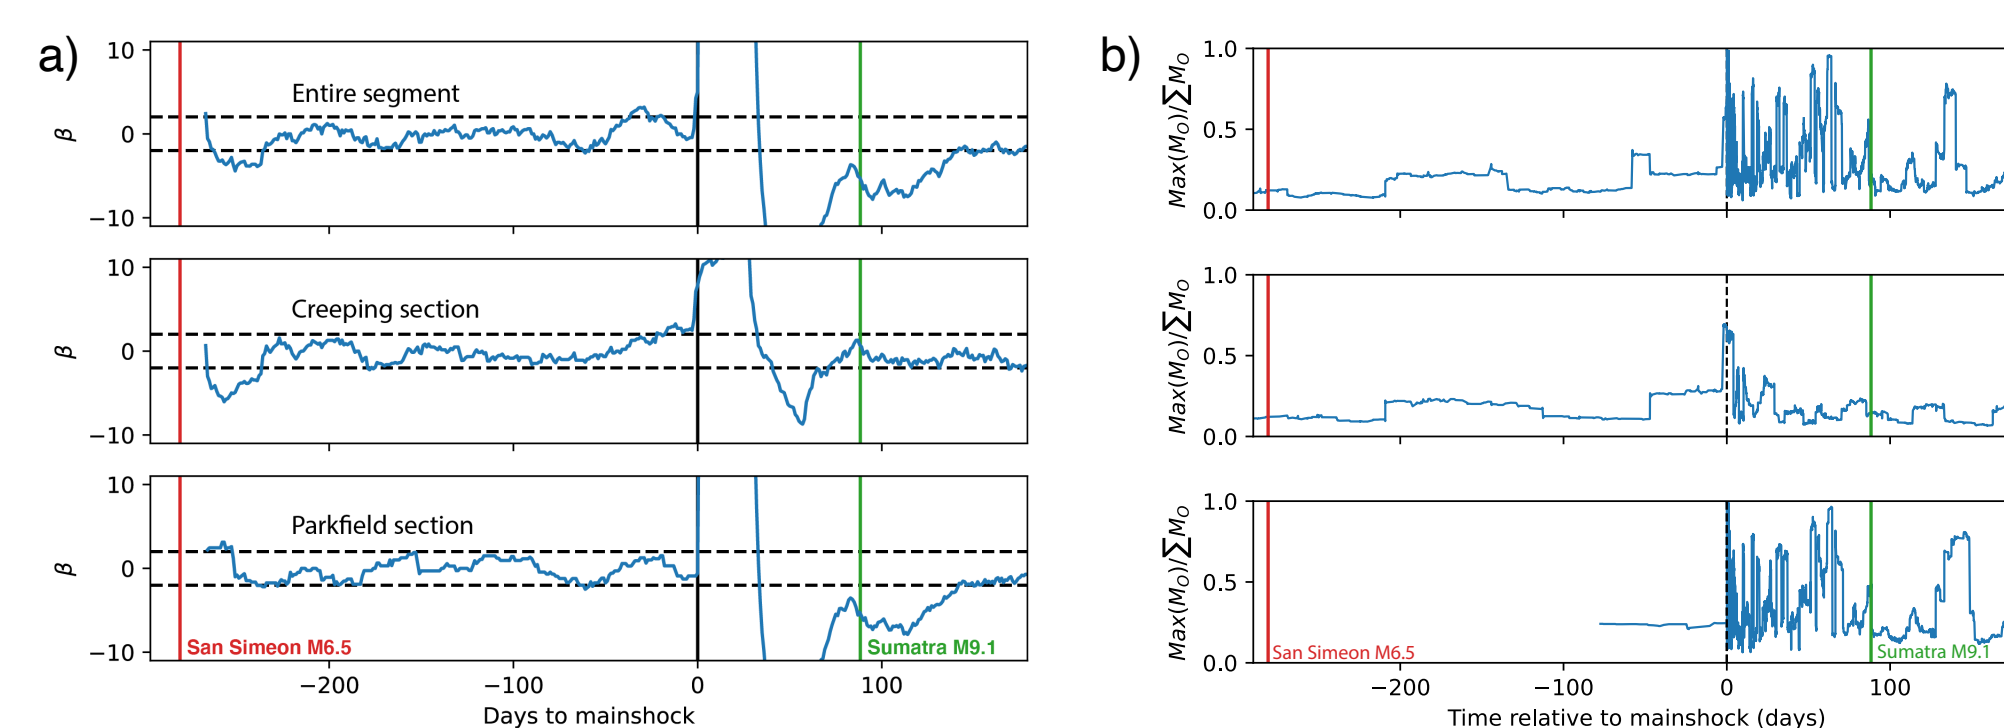 a)
10
0
−10
β
Entire segment
10
0
−10
β
Creeping section
10
0
−10
β
Parkfield section
San Simeon M6.5
Sumatra M9.1
−200
−100
0
100
Days to mainshock
b)
1.0
0.5
0.0
Max(M_O)/∑M_O
1.0
0.5
0.0
Max(M_O)/∑M_O
1.0
0.5
0.0
Max(M_O)/∑M_O
San Simeon M6.5
Sumatra M9.1
−200
−100
0
100
Time relative to mainshock (days)